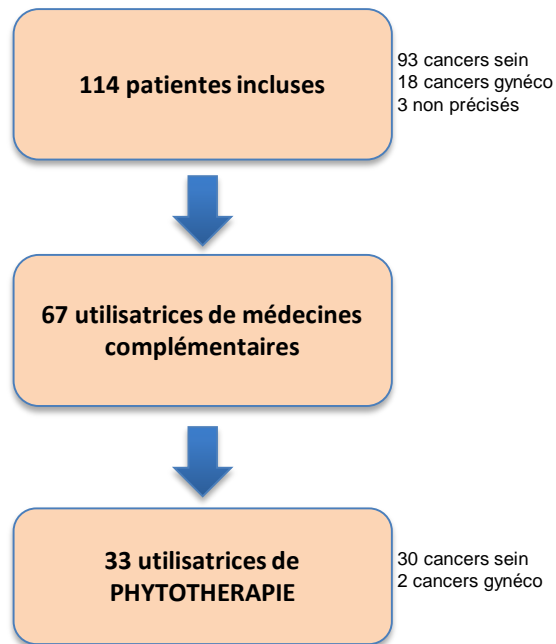 114 patientes incluses
93 cancers sein
18 cancers gynéco
3 non précisés
67 utilisatrices de médecines
complémentaires
33 utilisatrices de
PHYTOTHERAPIE
30 cancers sein
2 cancers gynéco